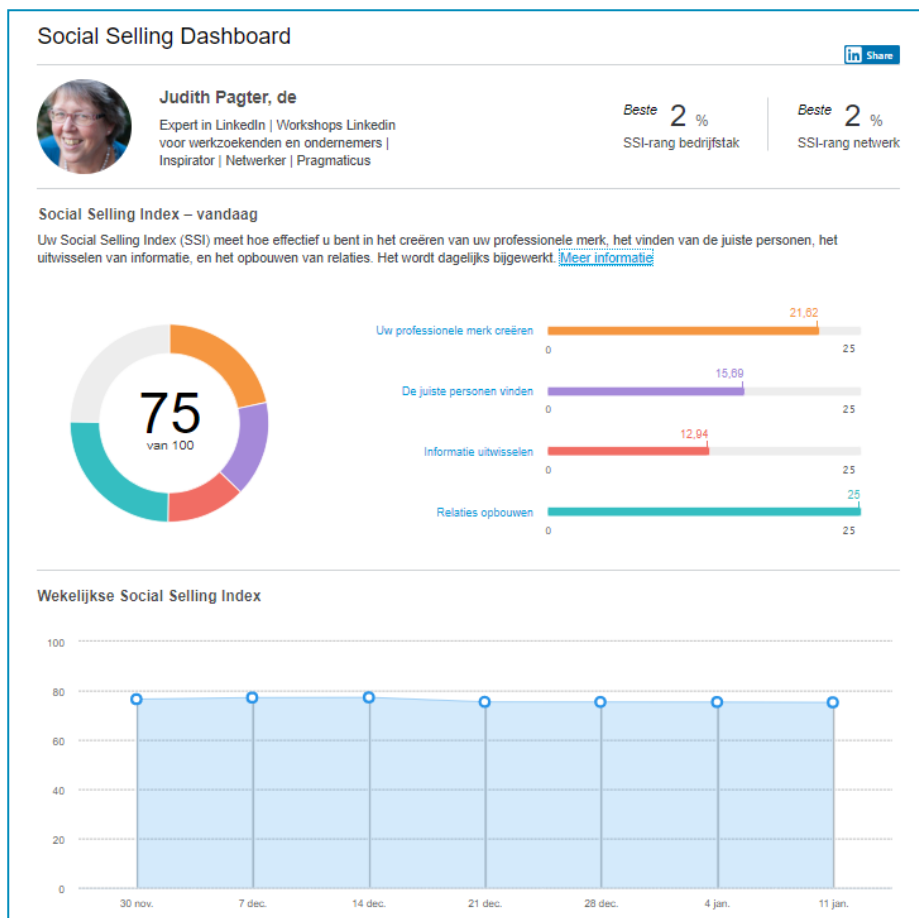 Social Selling Dashboard
in Share
Judith Pagter, de
Expert in LinkedIn | Workshops Linkedin
voor werkzoekenden en ondernemers |
Inspirator | Netwerker | Pragmaticus
Beste 2 %
SSI-rang bedrijfstak
Beste 2 %
SSI-rang netwerk
Social Selling Index – vandaag
Uw Social Selling Index (SSI) meet hoe effectief u bent in het creëren van uw professionele merk, het vinden van de juiste personen, het
uitwisselen van informatie, en het opbouwen van relaties. Het wordt dagelijks bijgewerkt. Meer informatie
75
van 100
Uw professionele merk creëren
21,62
0 25
De juiste personen vinden
15,69
0 25
Informatie uitwisselen
12,94
0 25
Relaties opbouwen
25
0 25
Wekelijkse Social Selling Index
100
80
60
40
20
0
30 nov. 7 dec. 14 dec. 21 dec. 28 dec. 4 jan. 11 jan.